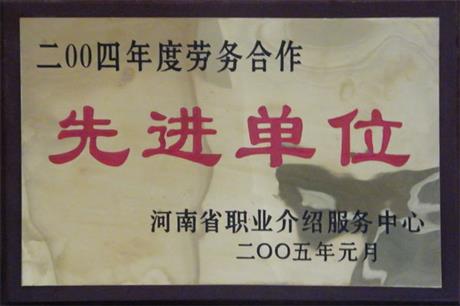 二00四年度劳务合作
先进单位
河南省职业介绍服务中心
二OO五年元月